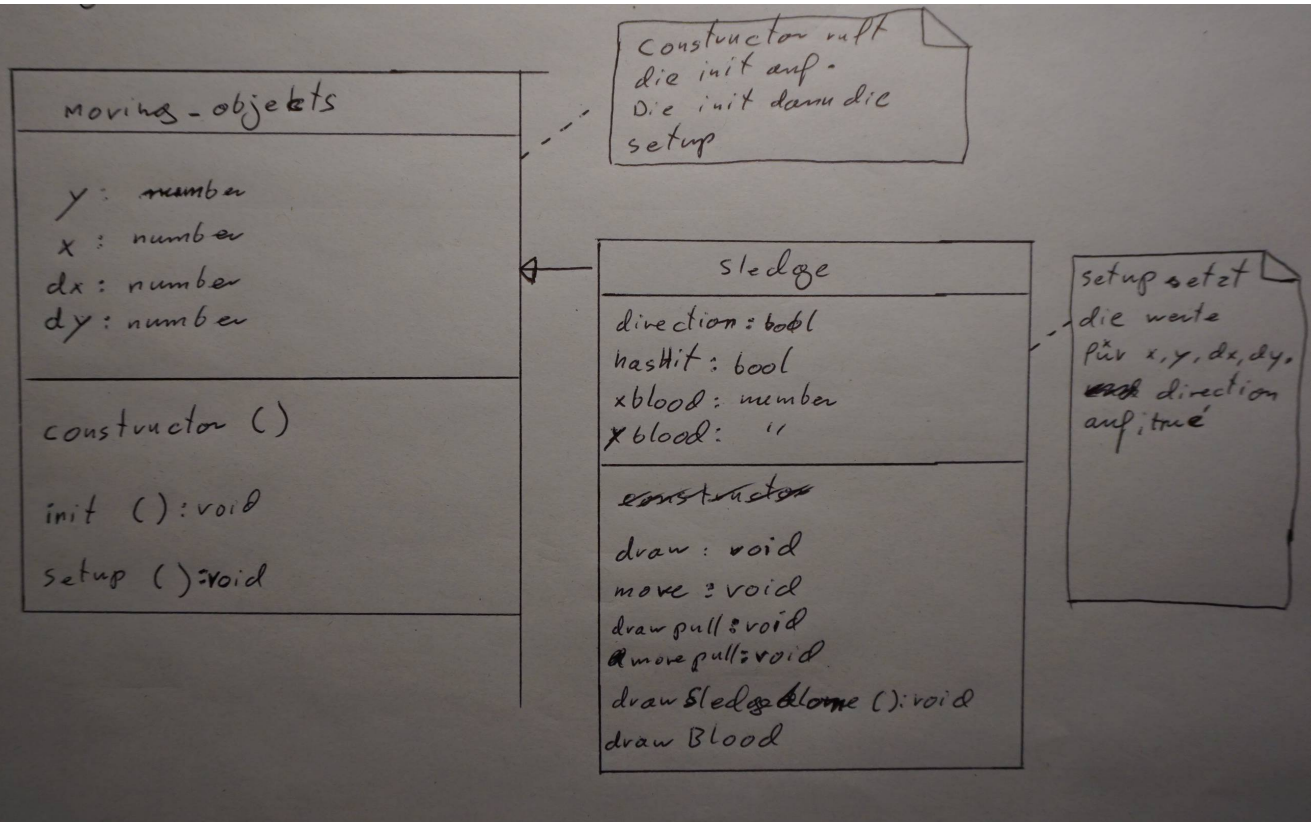 Moving_objekts
y: number
x: number
dx: number
dy: number
constructor ()
init (): void
setup (): void
Constructor ruft
die init auf.
Die init dann die
setup
sledge
direction: bool
hasHit: bool
xblood: number
yblood: "
constructor
draw: void
move: void
drawpull: void
movepull: void
drawSledgeAlone (): void
drawBlood
setup setzt
die werte
für x, y, dx, dy.
direction
auf 'true'